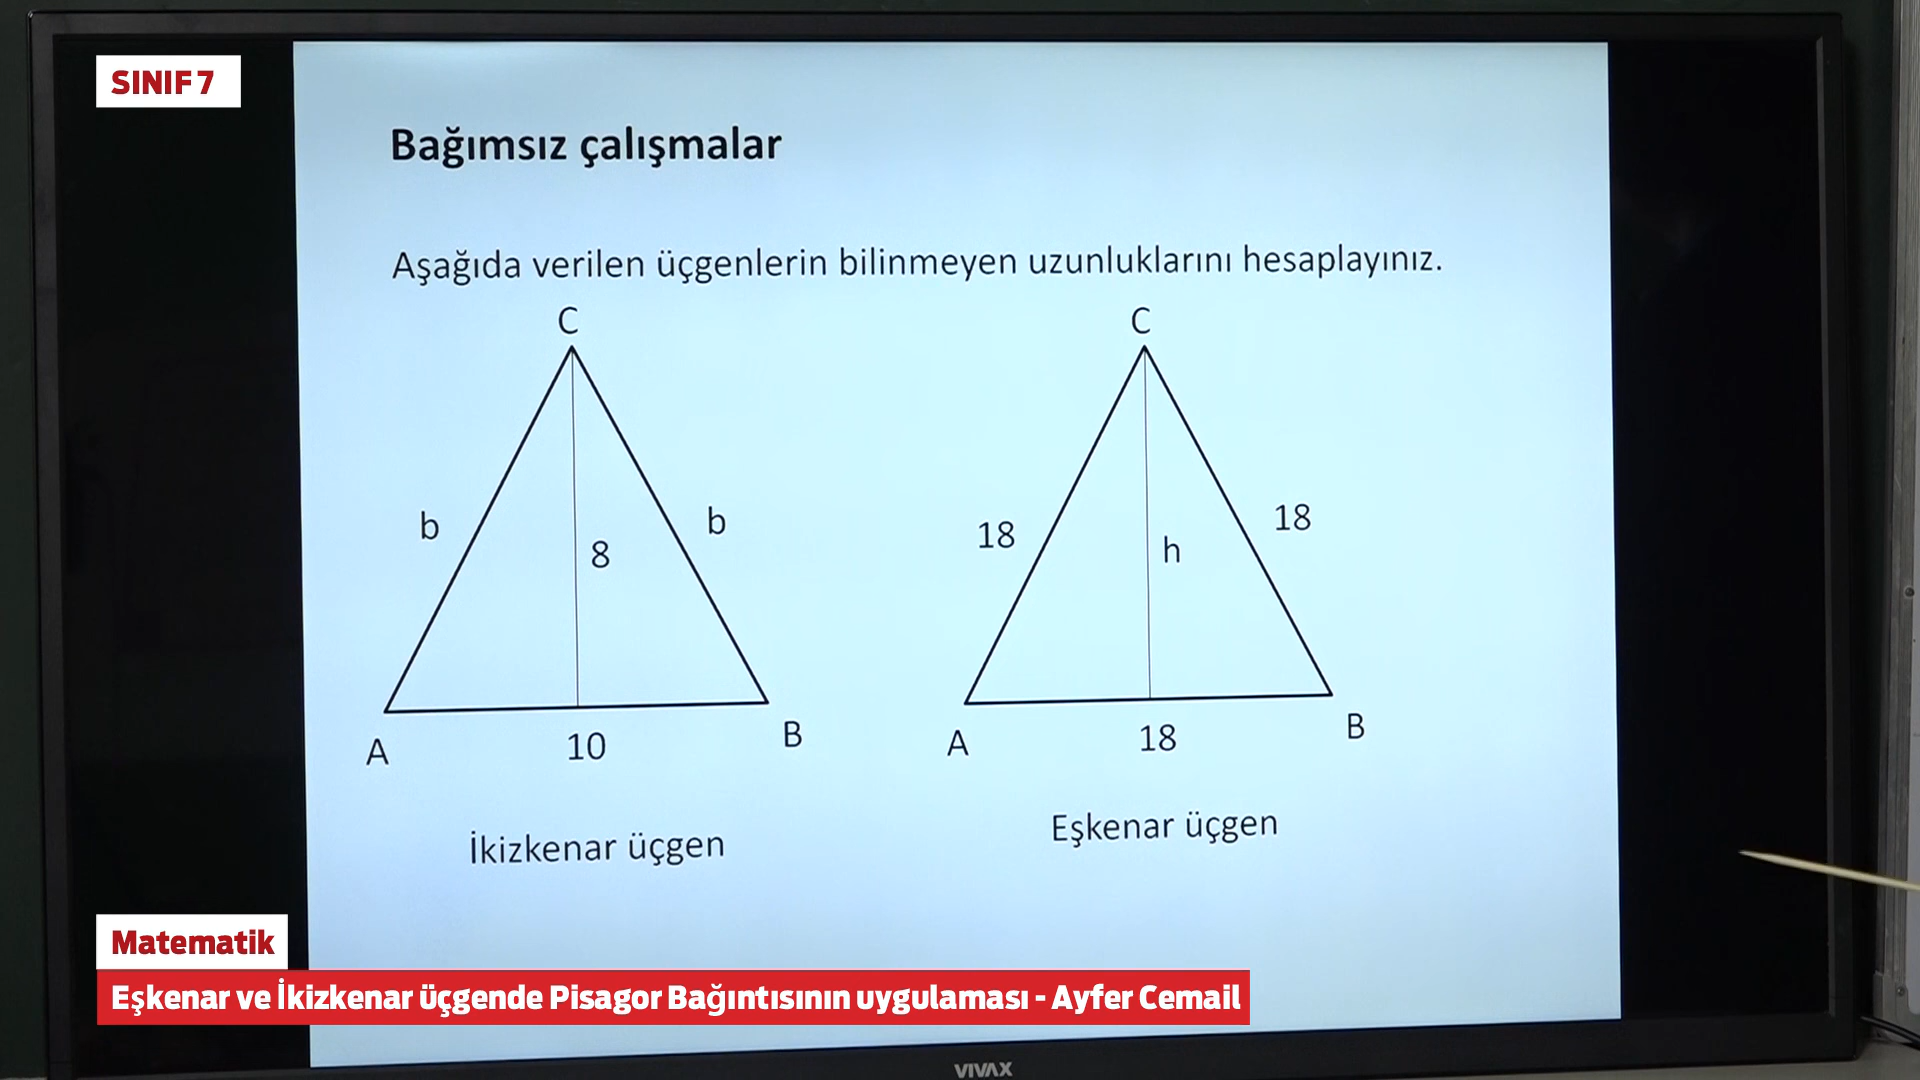 SINIF 7
Bağımsız çalışmalar
Aşağıda verilen üçgenlerin bilinmeyen uzunluklarını hesaplayınız.
C
C
b
8
b
18
h
18
A
10
B
A
18
B
İkizkenar üçgen
Eşkenar üçgen
Matematik
Eşkenar ve İkizkenar üçgende Pisagor Bağıntısının uygulaması - Ayfer Cemail
VIVAX